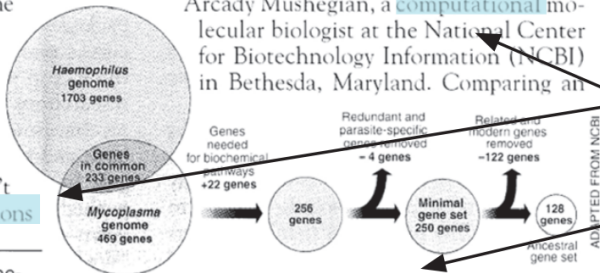 Arcady Mushegian, a computational mo-
lecular biologist at the National Center
for Biotechnology Information (NCBI)
in Bethesda, Maryland. Comparing an
Haemophilus
genome
1703 genes
Genes
in common
233 genes
Mycoplasma
genome
469 genes
Genes
needed
for biochemical
pathways
+22 genes
256
genes
Redundant and
parasite-specific
genes removed
– 4 genes
Minimal
gene set
250 genes
Related and
modern genes
removed
–122 genes
128
genes
Ancestral
gene set
ADAPTED FROM NCBI